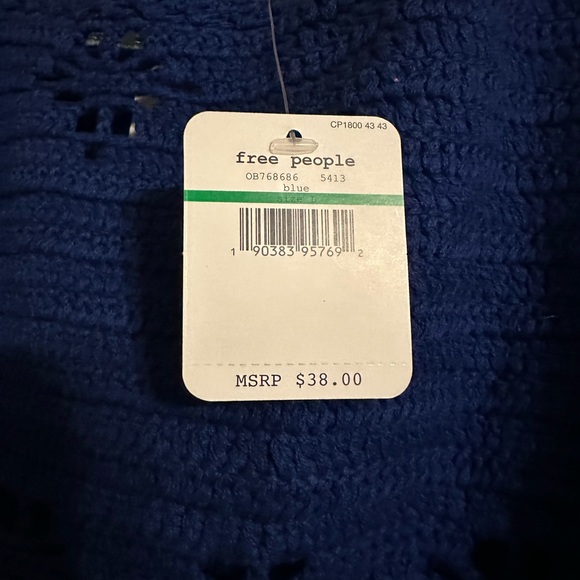 CP1800 43 43
free people
OB768686 5413
blue
1 90383 95769 2
MSRP $38.00